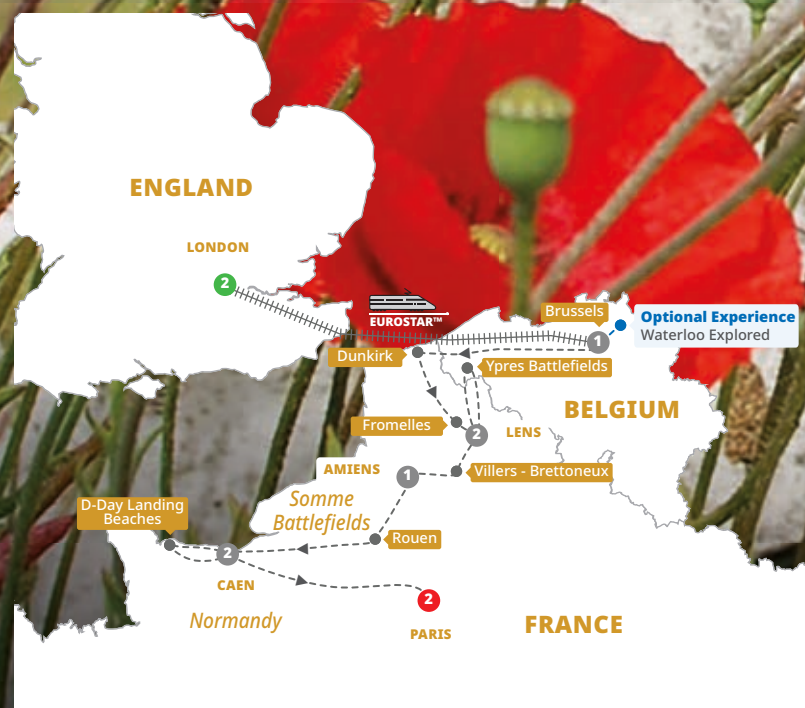 ENGLAND
LONDON
2
EUROSTAR™
Brussels
1
Optional Experience
Waterloo Explored
Dunkirk
Ypres Battlefields
BELGIUM
Fromelles
2
LENS
AMIENS
1
Villers - Brettoneux
Somme
Battlefields
D-Day Landing
Beaches
Rouen
2
CAEN
2
Normandy
PARIS
FRANCE